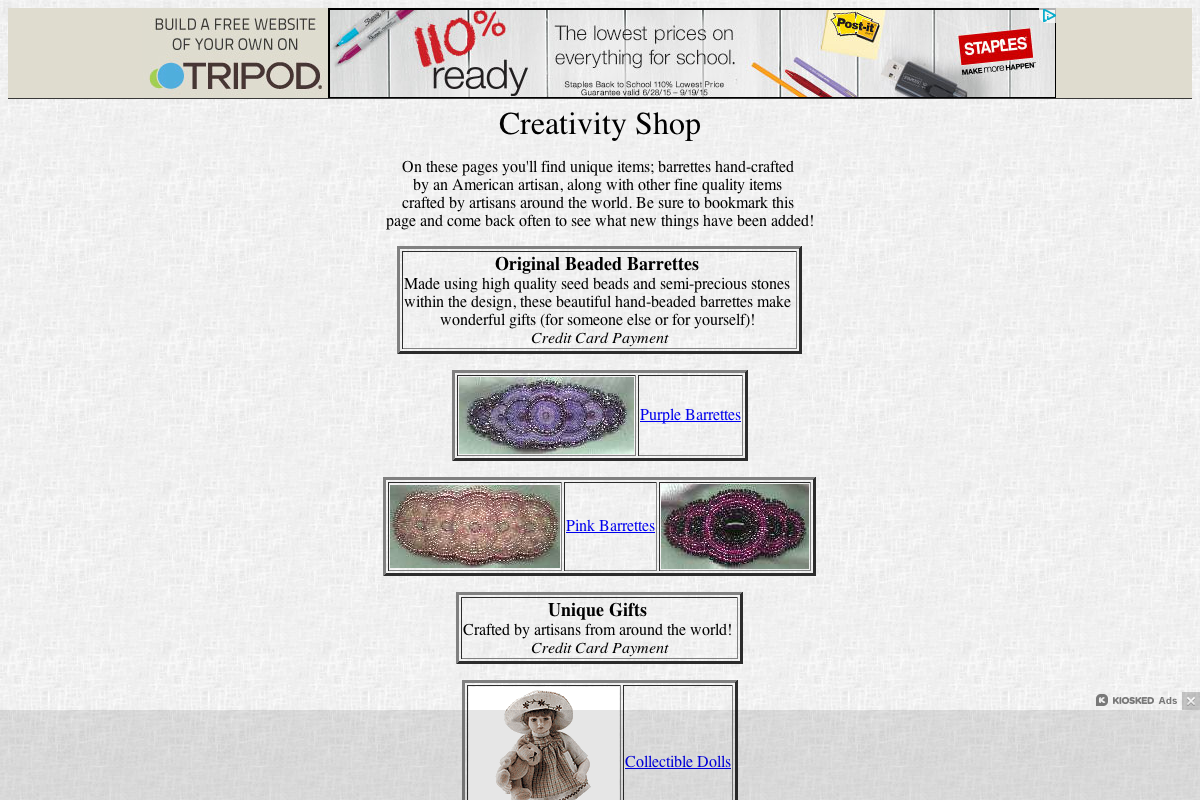 BUILD A FREE WEBSITE
OF YOUR OWN ON
TRIPOD.
110%
ready
The lowest prices on
everything for school.
Staples Back to School 110% Lowest Price
Guarantee valid 6/28/15 – 9/19/15
Post-it
STAPLES
MAKE more HAPPEN
Creativity Shop
On these pages you'll find unique items; barrettes hand-crafted
by an American artisan, along with other fine quality items
crafted by artisans around the world. Be sure to bookmark this
page and come back often to see what new things have been added!
Original Beaded Barrettes
Made using high quality seed beads and semi-precious stones
within the design, these beautiful hand-beaded barrettes make
wonderful gifts (for someone else or for yourself)!
Credit Card Payment
Purple Barrettes
Pink Barrettes
Unique Gifts
Crafted by artisans from around the world!
Credit Card Payment
KIOSKED Ads
Collectible Dolls